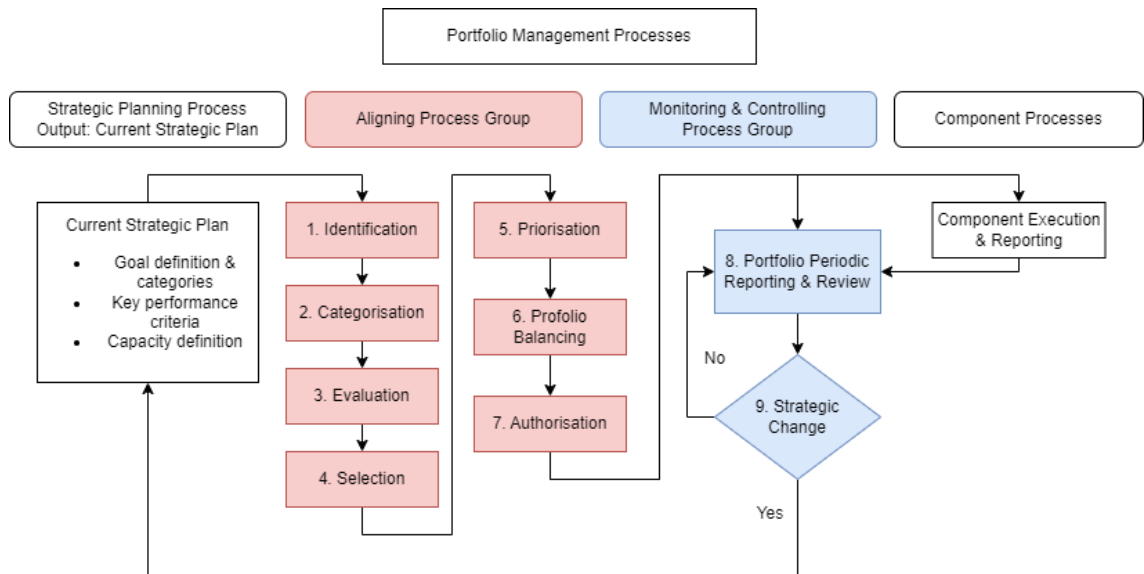 Portfolio Management Processes
Strategic Planning Process
Output: Current Strategic Plan
Aligning Process Group
Monitoring & Controlling
Process Group
Component Processes
Current Strategic Plan
• Goal definition &
categories
• Key performance
criteria
• Capacity definition
1. Identification
2. Categorisation
3. Evaluation
4. Selection
5. Priorisation
6. Profolio
Balancing
7. Authorisation
8. Portfolio Periodic
Reporting & Review
Component Execution
& Reporting
No
9. Strategic
Change
Yes